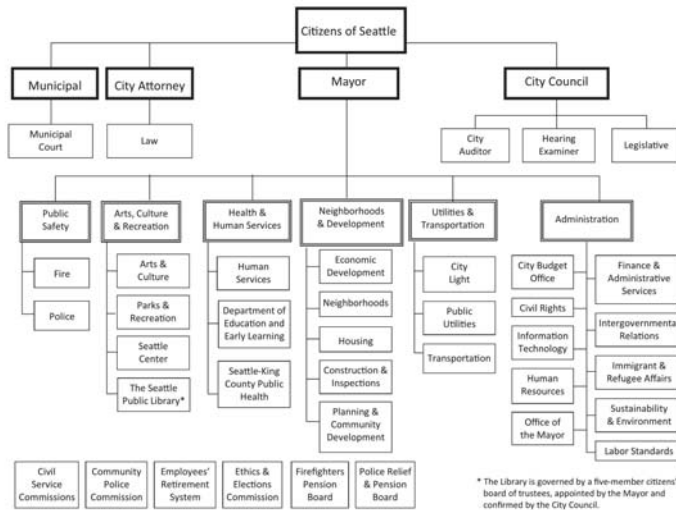 Citizens of Seattle
Municipal
City Attorney
Mayor
City Council
Municipal
Court
Law
City
Auditor
Hearing
Examiner
Legislative
Public
Safety
Arts, Culture
& Recreation
Health &
Human Services
Neighborhoods
& Development
Utilities &
Transportation
Administration
Fire
Police
Arts &
Culture
Parks &
Recreation
Seattle
Center
The Seattle
Public Library*
Human
Services
Department of
Education and
Early Learning
Seattle-King
County Public
Health
Economic
Development
Neighborhoods
Housing
Construction &
Inspections
Planning &
Community
Development
City
Light
Public
Utilities
Transportation
City Budget
Office
Civil Rights
Information
Technology
Human
Resources
Office of
the Mayor
Finance &
Administrative
Services
Intergovernmental
Relations
Immigrant &
Refugee Affairs
Sustainability
& Environment
Labor Standards
Civil
Service
Commissions
Community
Police
Commission
Employees'
Retirement
System
Ethics &
Elections
Commission
Firefighters
Pension
Board
Police Relief
& Pension
Board
* The Library is governed by a five-member citizens'
board of trustees, appointed by the Mayor and
confirmed by the City Council.